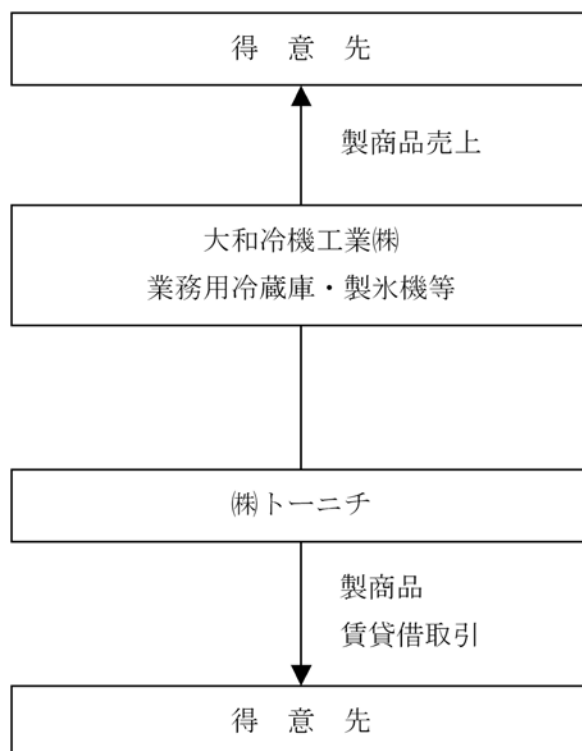 得　意　先
製商品売上
大和冷機工業㈱
業務用冷蔵庫・製氷機等
㈱トーニチ
製商品
賃貸借取引
得　意　先